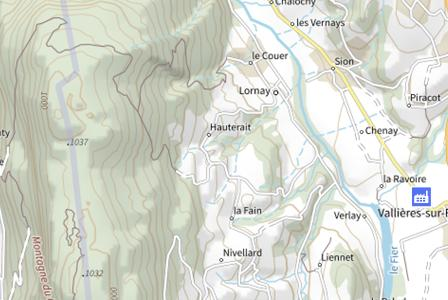 Chalochy
les Vernays
le Couer
Sion
Lornay
Piracot
1000
Hauterait
Chenay
1037
la Ravoire
la Fain
Verlay
Vallières-sur-F
Nivellard
le Fier
Liennet
Montagne du
1032
1000